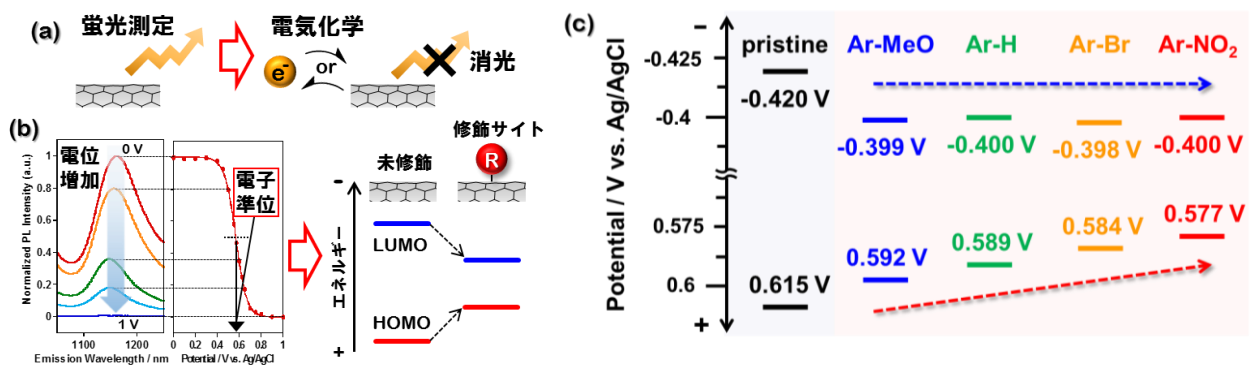 (a)
蛍光測定
電気化学
e-
or
消光
(b)
Normalized PL Intensity (a.u.)
1
0.8
0.6
0.4
0.2
0
電位
増加
0 V
1 V
1100
1200
Emission Wavelength / nm
電子
準位
0
0.2
0.4
0.6
0.8
1
Potential / V vs. Ag/AgCl
修飾サイト
未修飾
R
-
エネルギー
+
LUMO
HOMO
(c)
Potential / V vs. Ag/AgCl
−
-0.425
-0.4
0.575
0.6
+
pristine
Ar-MeO
Ar-H
Ar-Br
Ar-NO₂
-0.420 V
-0.399 V
-0.400 V
-0.398 V
-0.400 V
0.615 V
0.592 V
0.589 V
0.584 V
0.577 V